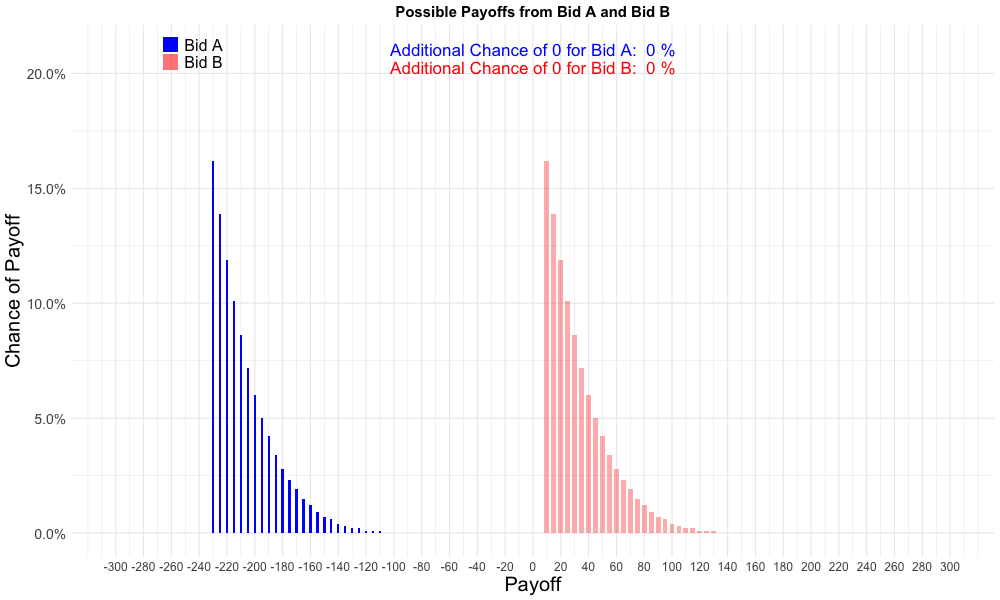 Possible Payoffs from Bid A and Bid B
Bid A
Bid B
Additional Chance of 0 for Bid A:  0 %
Additional Chance of 0 for Bid B:  0 %
Chance of Payoff
20.0%
15.0%
10.0%
5.0%
0.0%
-300 -280 -260 -240 -220 -200 -180 -160 -140 -120 -100 -80 -60 -40 -20 0 20 40 60 80 100 120 140 160 180 200 220 240 260 280 300
Payoff